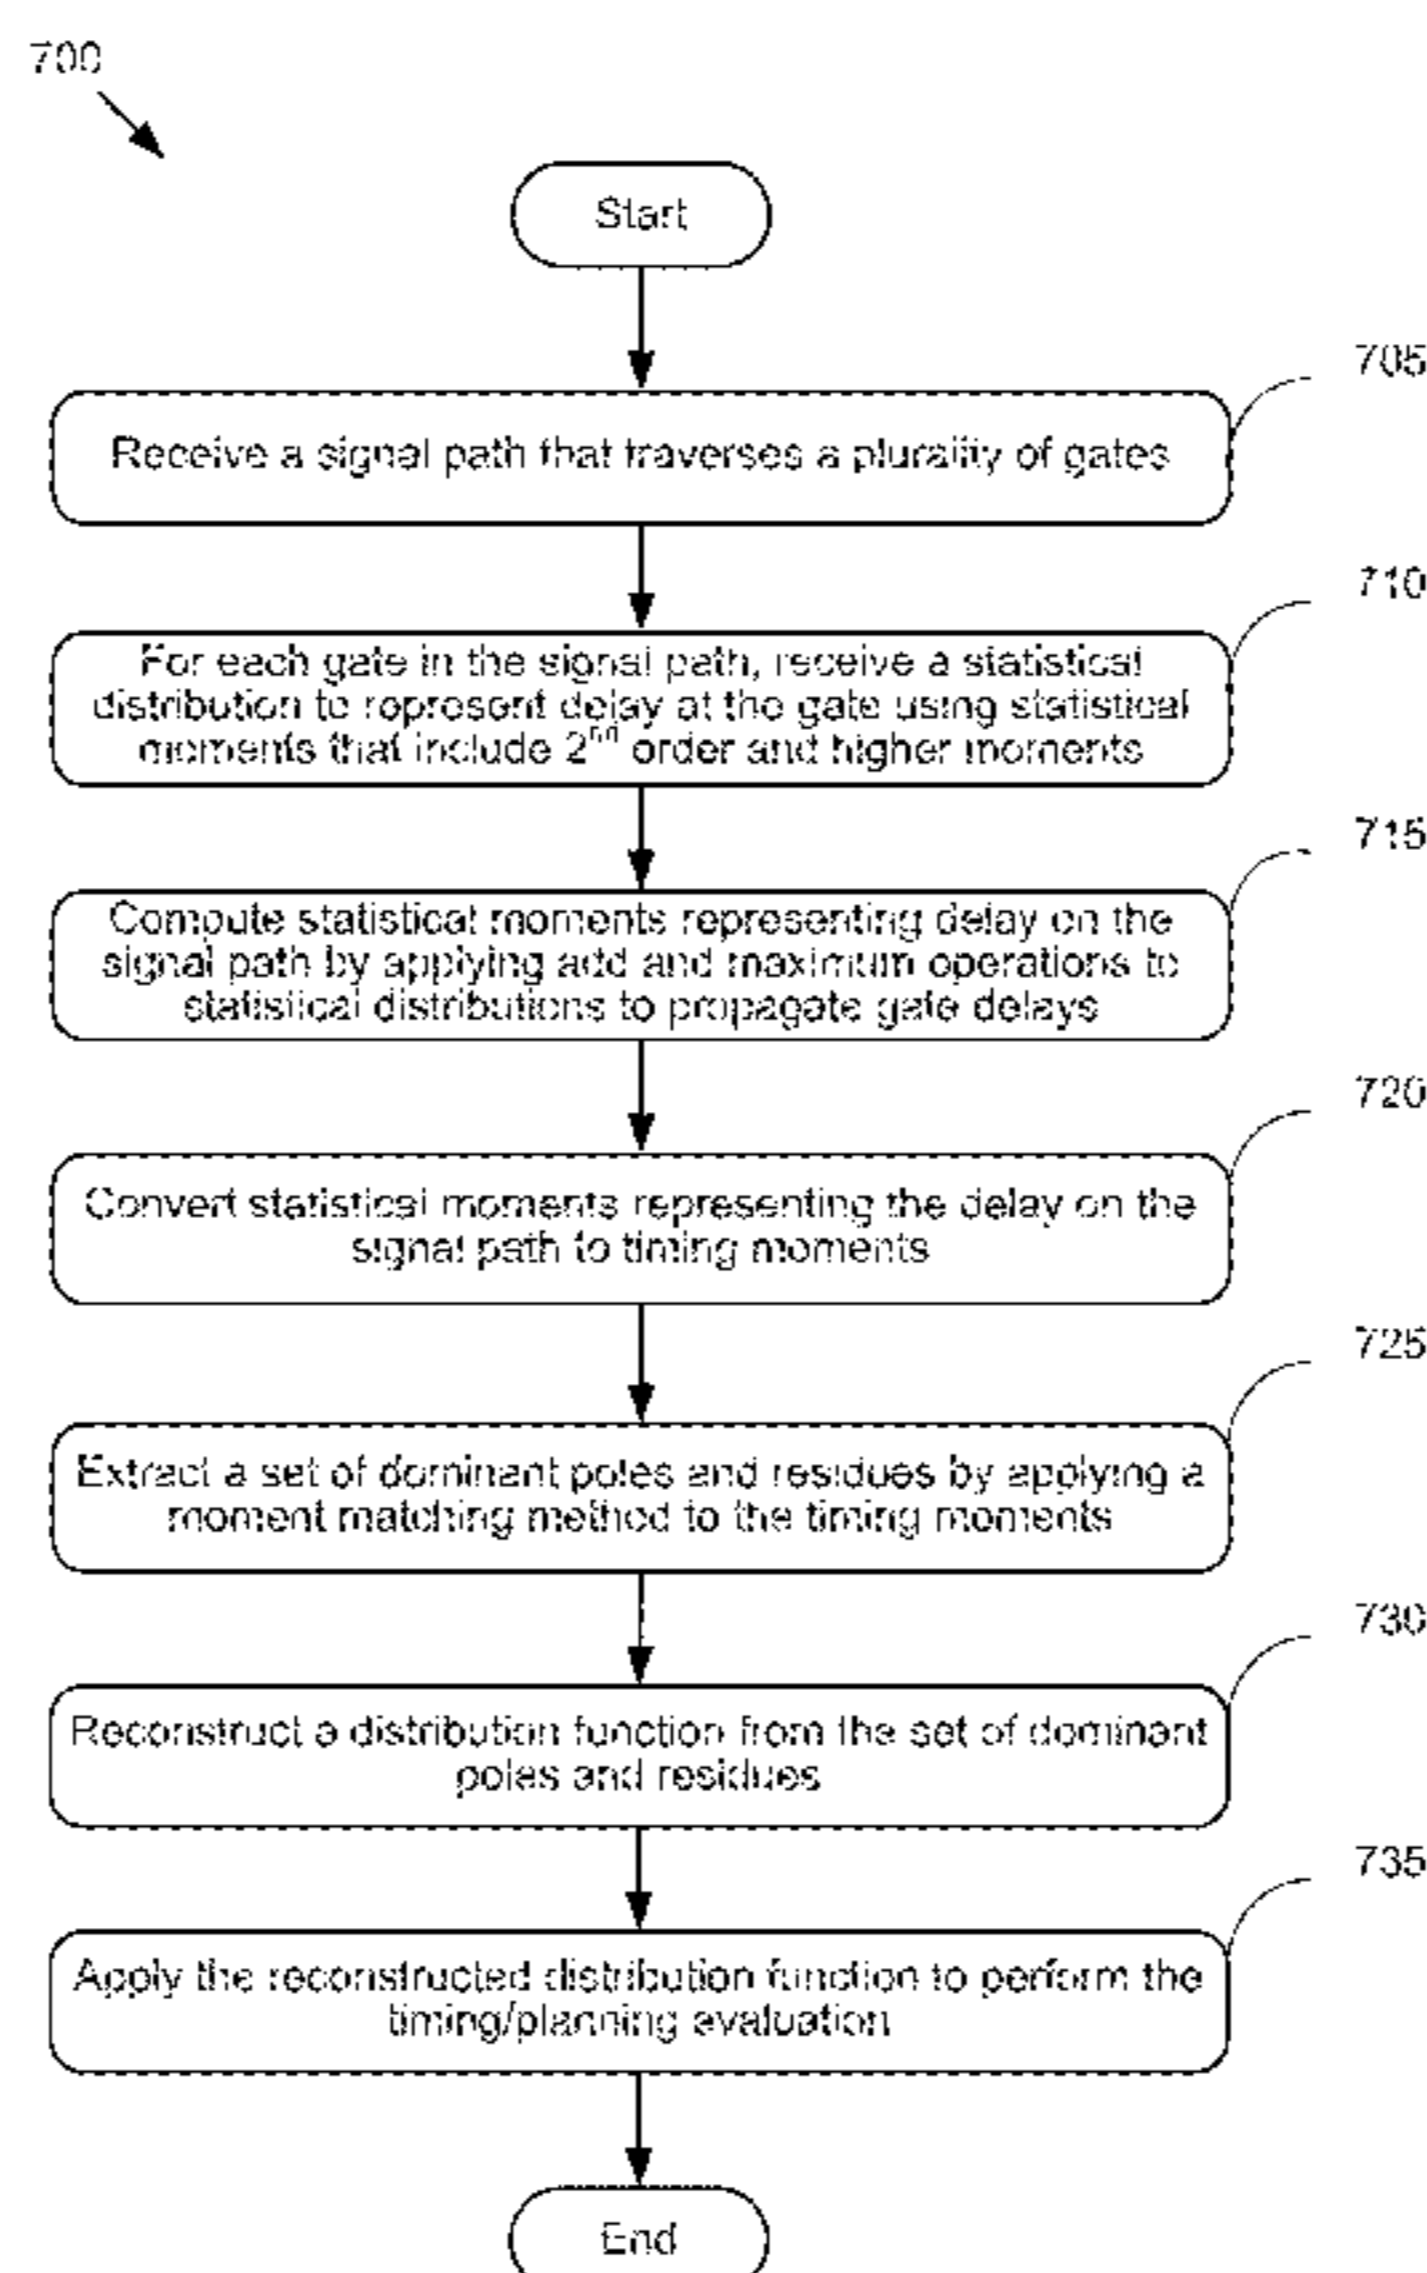 700
Start
705
Receive a signal path that traverses a plurality of gates
710
For each gate in the signal path, receive a statistical
distribution to represent delay at the gate using statistical
moments that include 2nd order and higher moments
715
Compute statistical moments representing delay on the
signal path by applying add and maximum operations to
statistical distributions to propagate gate delays
720
Convert statistical moments representing the delay on the
signal path to timing moments
725
Extract a set of dominant poles and residues by applying a
moment matching method to the timing moments
730
Reconstruct a distribution function from the set of dominant
poles and residues
735
Apply the reconstructed distribution function to perform the
timing/planning evaluation
End